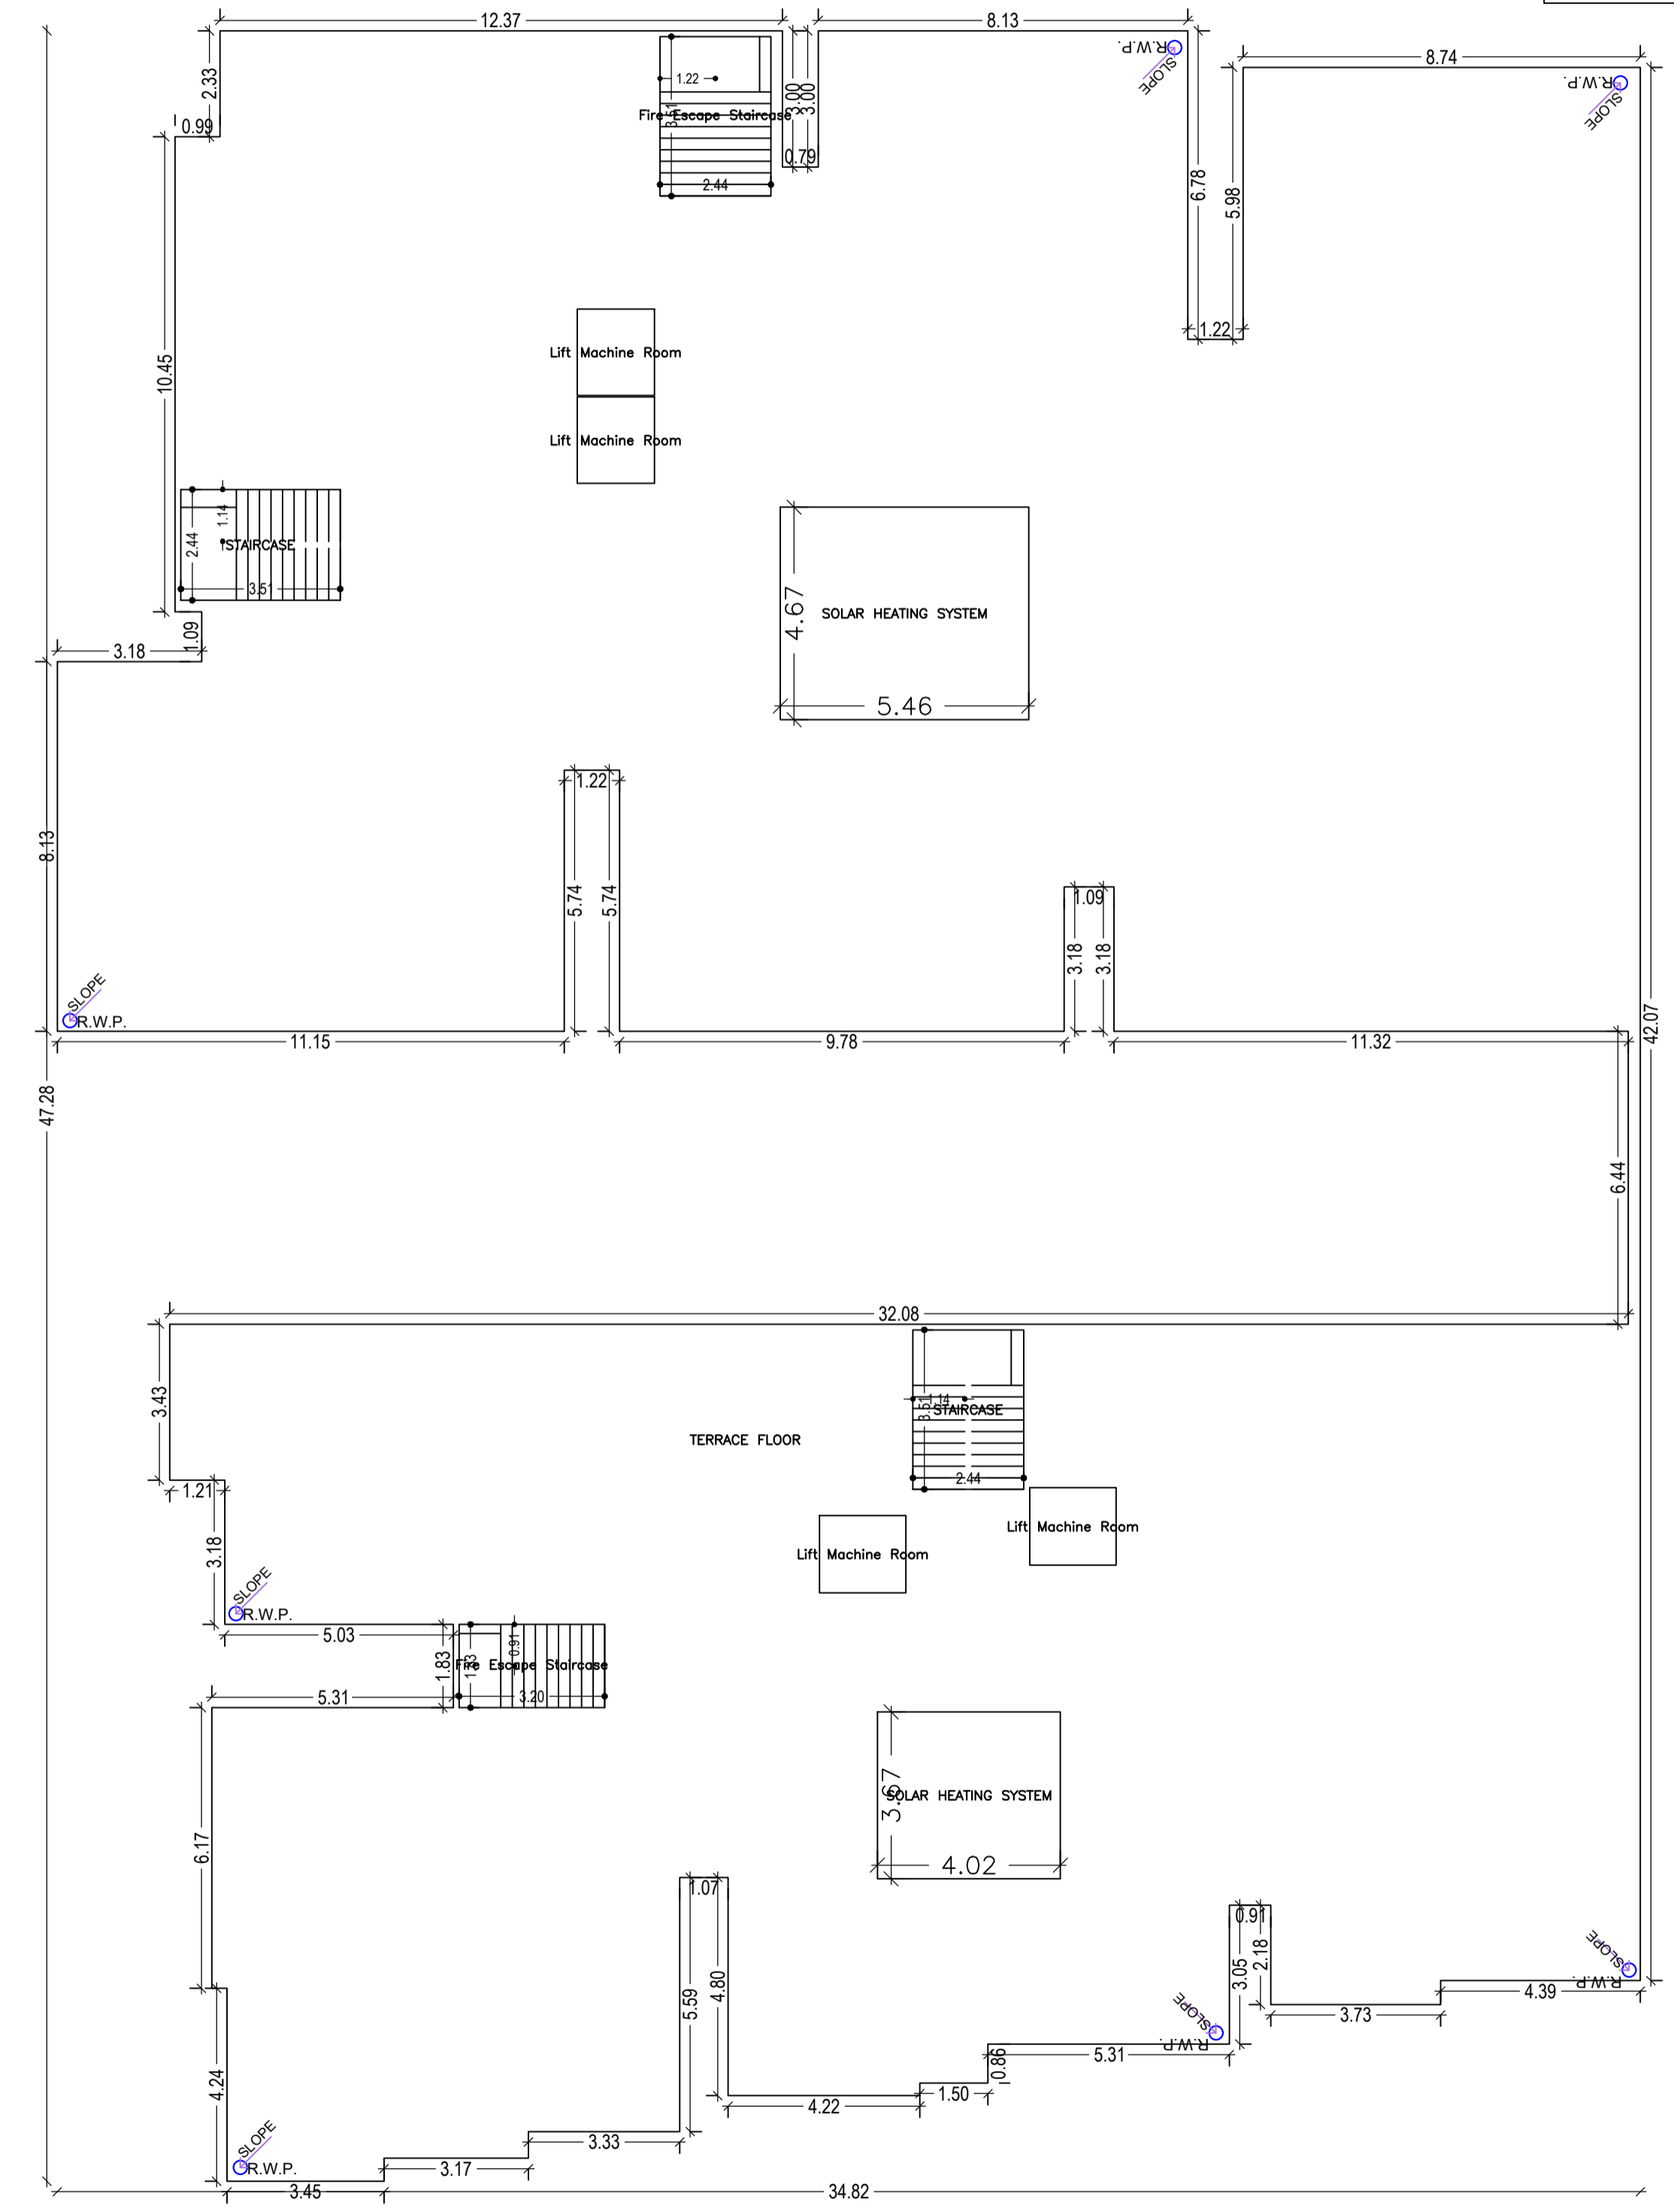 12.37
8.13
8.74
R.W.P.
SLOPE
R.W.P.
SLOPE
2.33
0.99
1.22
3.51
Fire Escape Staircase
2.44
3.00
3.00
0.79
6.78
5.98
1.22
10.45
Lift Machine Room
Lift Machine Room
1.14
2.44
STAIRCASE
3.51
4.67
SOLAR HEATING SYSTEM
5.46
1.09
3.18
8.13
1.22
5.74
5.74
1.09
3.18
3.18
SLOPE
R.W.P.
11.15
9.78
11.32
42.07
47.28
6.44
32.08
3.43
3.51
1.14
STAIRCASE
2.44
TERRACE FLOOR
1.21
3.18
Lift Machine Room
Lift Machine Room
SLOPE
R.W.P.
5.03
1.83
1.83
0.91
Fire Escape Staircase
3.20
5.31
6.17
3.67
SOLAR HEATING SYSTEM
4.02
1.07
5.59
4.80
0.91
3.05
2.18
SLOPE
R.W.P.
4.39
3.73
SLOPE
R.W.P.
5.31
0.86
1.50
4.22
3.33
4.24
SLOPE
R.W.P.
3.17
3.45
34.82